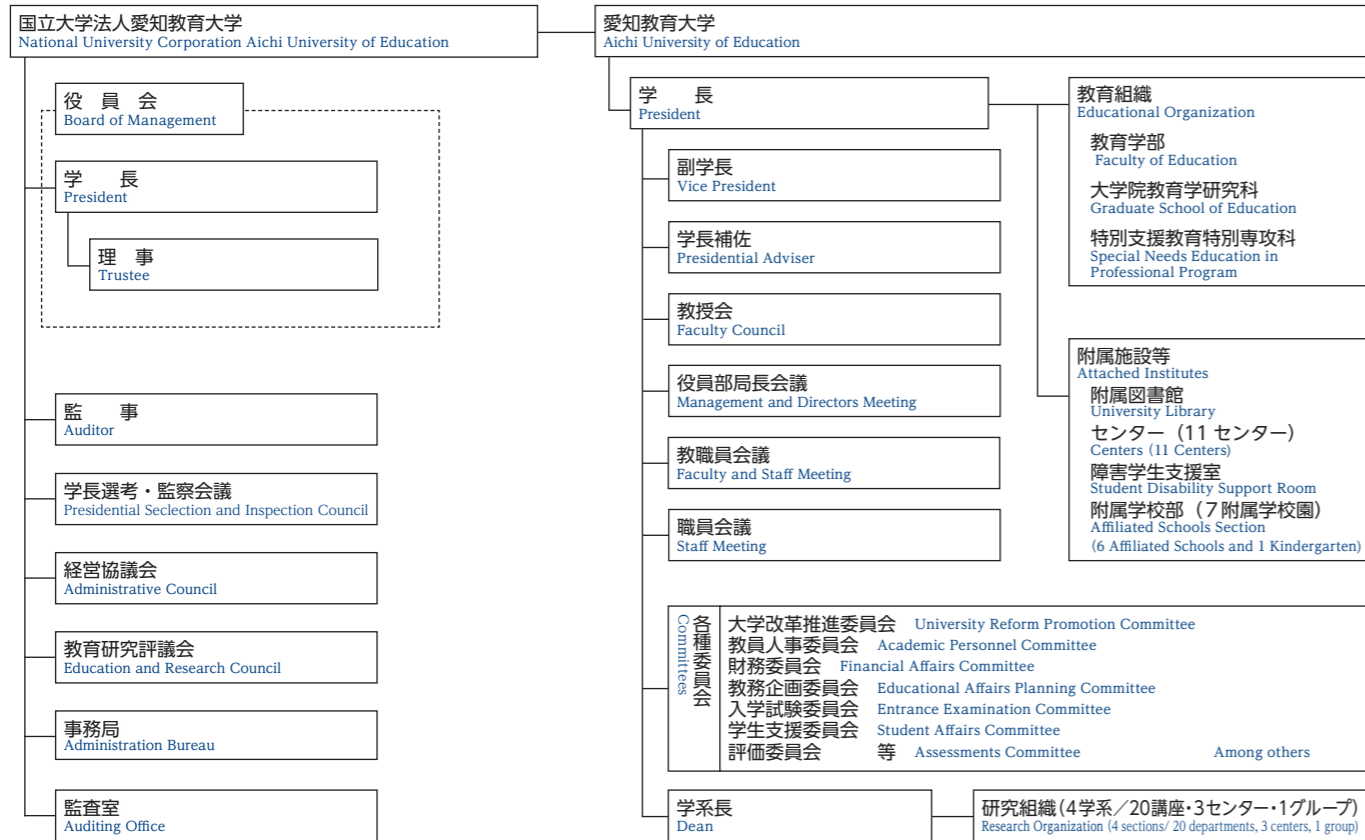 国立大学法人愛知教育大学
National University Corporation Aichi University of Education
役 員 会
Board of Management
学 長
President
理 事
Trustee
監 事
Auditor
学長選考・監察会議
Presidential Seclection and Inspection Council
経営協議会
Administrative Council
教育研究評議会
Education and Research Council
事務局
Administration Bureau
監査室
Auditing Office
愛知教育大学
Aichi University of Education
学 長
President
副学長
Vice President
学長補佐
Presidential Adviser
教授会
Faculty Council
役員部局長会議
Management and Directors Meeting
教職員会議
Faculty and Staff Meeting
職員会議
Staff Meeting
各種委員会
Committees
大学改革推進委員会 University Reform Promotion Committee
教員人事委員会 Academic Personnel Committee
財務委員会 Financial Affairs Committee
教務企画委員会 Educational Affairs Planning Committee
入学試験委員会 Entrance Examination Committee
学生支援委員会 Student Affairs Committee
評価委員会 等 Assessments Committee Among others
学系長
Dean
研究組織(4学系/20講座・3センター・1グループ)
Research Organization (4 sections/ 20 departments, 3 centers, 1 group)
教育組織
Educational Organization
教育学部
Faculty of Education
大学院教育学研究科
Graduate School of Education
特別支援教育特別専攻科
Special Needs Education in
Professional Program
附属施設等
Attached Institutes
附属図書館
University Library
センター(11 センター)
Centers (11 Centers)
障害学生支援室
Student Disability Support Room
附属学校部(7附属学校園)
Affiliated Schools Section
(6 Affiliated Schools and 1 Kindergarten)